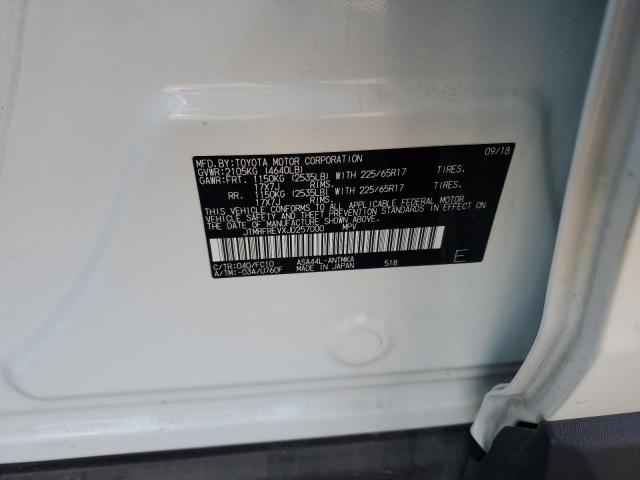 MFD.BY:TOYOTA MOTOR CORPORATION 09/18
GVWR:2105KG (4640LB)
GAWR:FRT. 1150KG (2535LB) WITH 225/65R17 TIRES.
17X7J RIMS.
RR. 1150KG (2535LB) WITH 225/65R17 TIRES.
17X7J RIMS.
THIS VEHICLE CONFORMS TO ALL APPLICABLE FEDERAL MOTOR
VEHICLE SAFETY AND THEFT PREVENTION STANDARDS IN EFFECT ON
THE DATE OF MANUFACTURE SHOWN ABOVE.
JTMRFREVXJD257000 MPV
C/TR:040/FC10 ASA44L-ANTMKA 518 E
A/TM:-03A/U760F MADE IN JAPAN